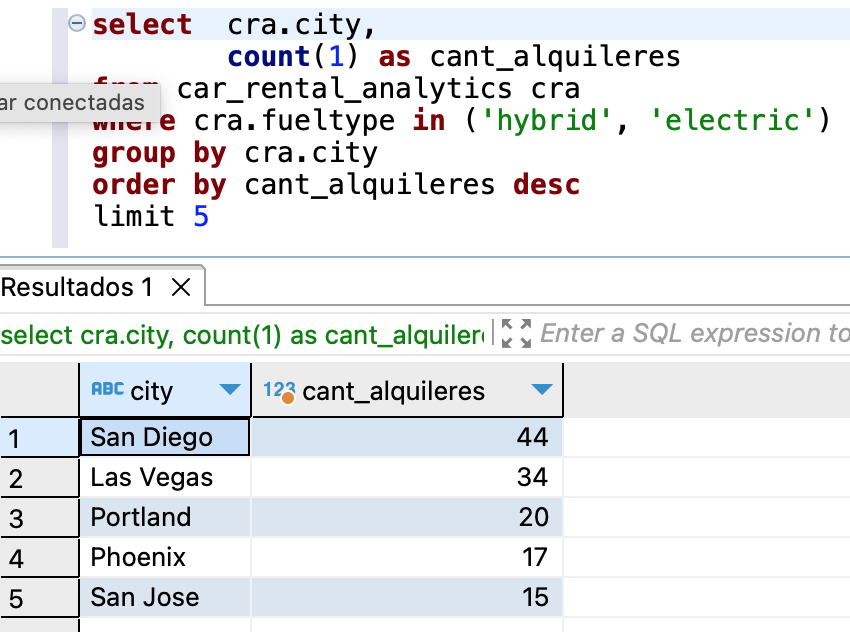 select  cra.city,
count(1) as cant_alquileres
from car_rental_analytics cra
ar conectadas
where cra.fueltype in ('hybrid', 'electric')
group by cra.city
order by cant_alquileres desc
limit 5
Resultados 1 ×
select cra.city, count(1) as cant_alquiler Enter a SQL expression to
ABC city 123 cant_alquileres
1 San Diego 44
2 Las Vegas 34
3 Portland 20
4 Phoenix 17
5 San Jose 15